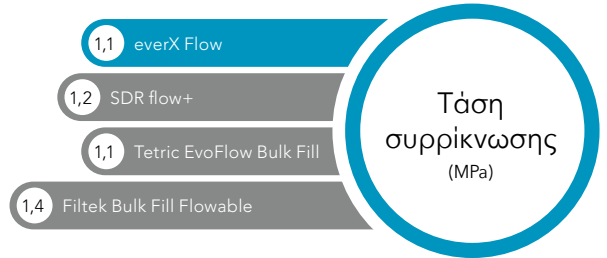 1,1 everX Flow
1,2 SDR flow+
1,1 Tetric EvoFlow Bulk Fill
1,4 Filtek Bulk Fill Flowable
Τάση
συρρίκνωσης
(MPa)